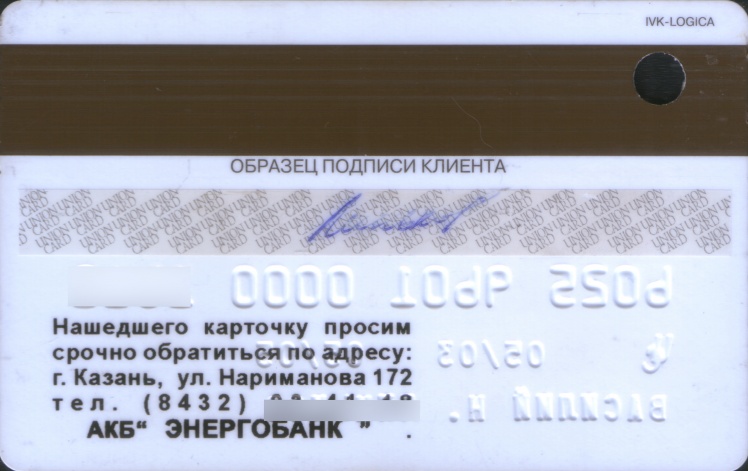 IVK-LOGICA
ОБРАЗЕЦ ПОДПИСИ КЛИЕНТА
UNION CARD
Нашедшего карточку просим
срочно обратиться по адресу:
г. Казань, ул. Нариманова 172
тел. (8432)
АКБ“ ЭНЕРГОБАНК ” .